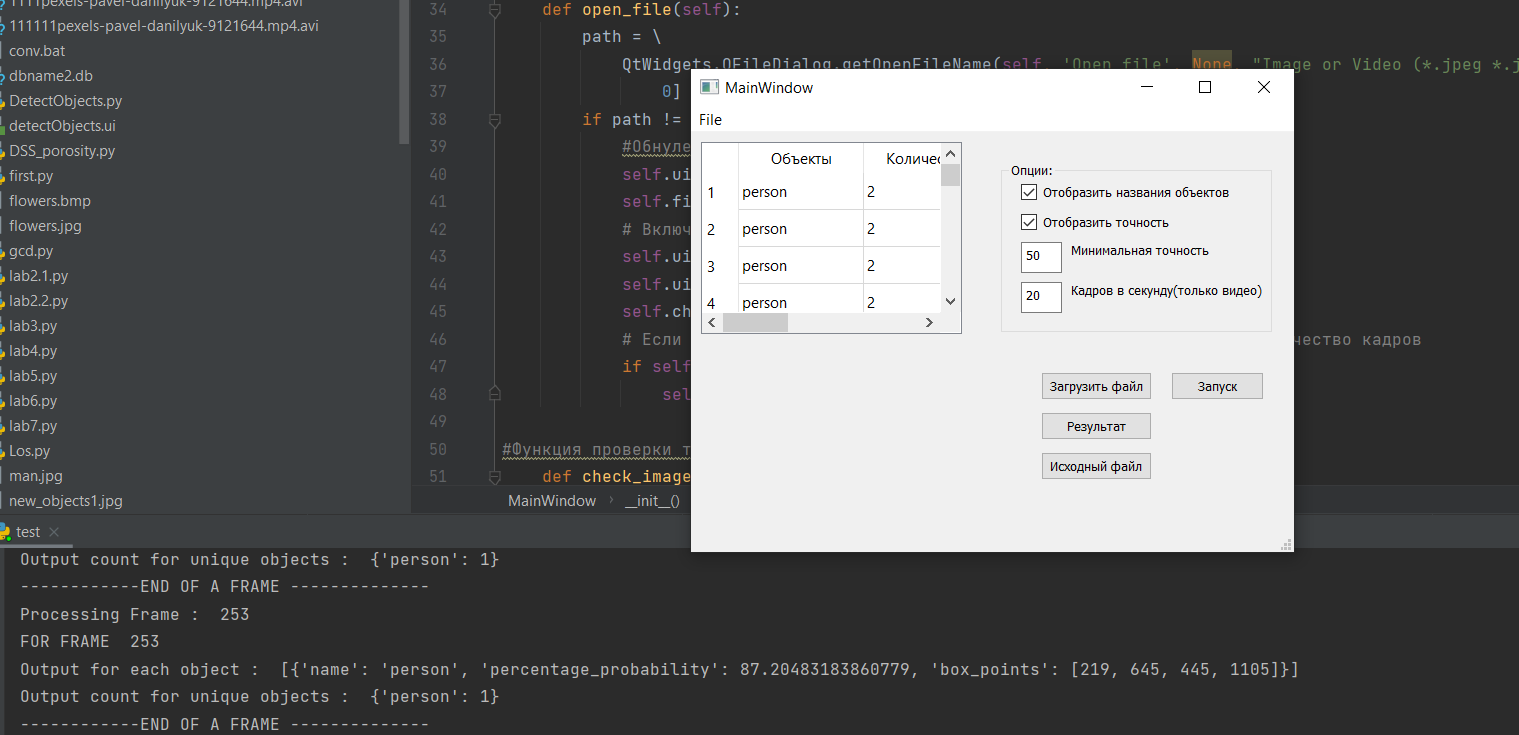 1111pexels-pavel-danilyuk-9121644.mp4.avi
111111pexels-pavel-danilyuk-9121644.mp4.avi
conv.bat
dbname2.db
DetectObjects.py
detectObjects.ui
DSS_porosity.py
first.py
flowers.bmp
flowers.jpg
gcd.py
lab2.1.py
lab2.2.py
lab3.py
lab4.py
lab5.py
lab6.py
lab7.py
Los.py
man.jpg
new_objects1.jpg
34 def open_file(self):
35 path = \
36 QtWidgets.QFileDialog.getOpenFileName(self, 'Open file', None, "Image or Video (*.jpeg *.j
37 0]
38 if path !=
39 #Обнуле
40 self.ui
41 self.fi
42 # Включ
43 self.ui
44 self.ui
45 self.ch
46 # Если чество кадров
47 if self
48 sel
49
50 #Функция проверки т
51 def check_image
MainWindow › __init__()
MainWindow
File
Объекты Количес
1 person 2
2 person 2
3 person 2
4 person 2
Опции:
Отобразить названия объектов
Отобразить точность
50 Минимальная точность
20 Кадров в секунду(только видео)
Загрузить файл Запуск
Результат
Исходный файл
test
Output count for unique objects :  {'person': 1}
------------END OF A FRAME --------------
Processing Frame :  253
FOR FRAME  253
Output for each object :  [{'name': 'person', 'percentage_probability': 87.20483183860779, 'box_points': [219, 645, 445, 1105]}]
Output count for unique objects :  {'person': 1}
------------END OF A FRAME --------------